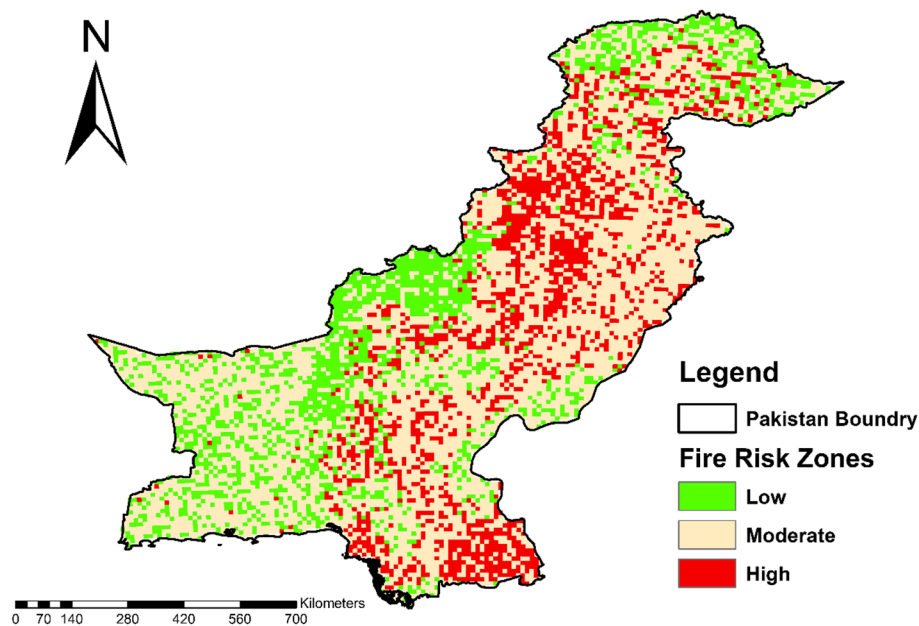 N
Legend
Pakistan Boundry
Fire Risk Zones
Low
Moderate
High
Kilometers
0 70 140 280 420 560 700